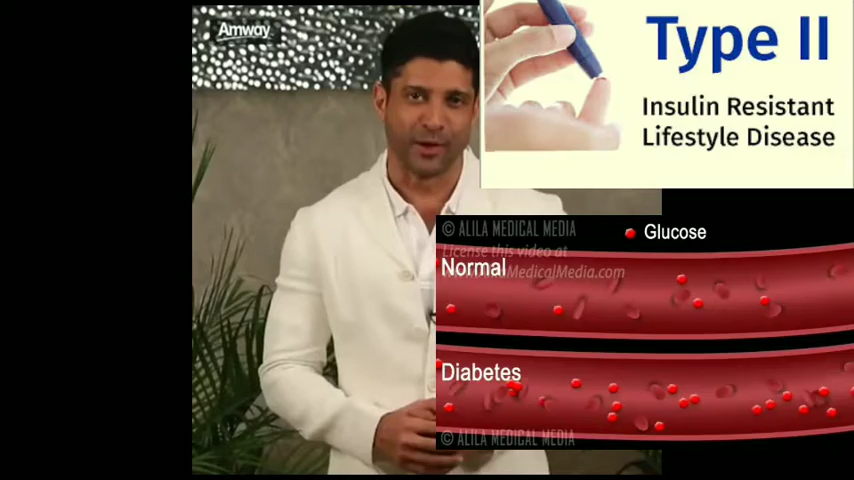 Amway
Type II
Insulin Resistant
Lifestyle Disease
© ALILA MEDICAL MEDIA
Glucose
License this video at
MedicalMedia.com
Normal
Diabetes
© ALILA MEDICAL MEDIA